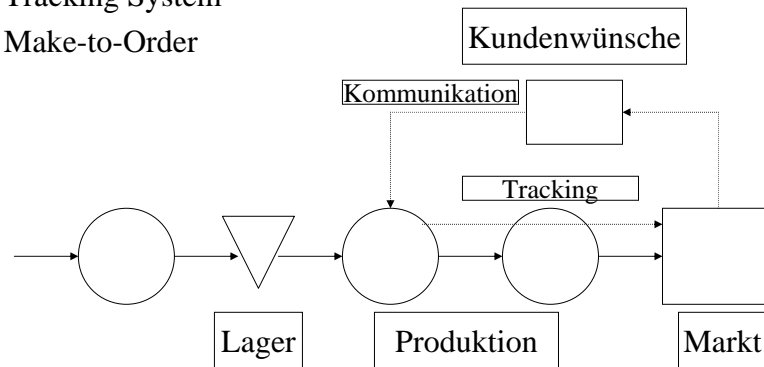 Tracking System
Make-to-Order
Kundenwünsche
Kommunikation
Tracking
Lager
Produktion
Markt